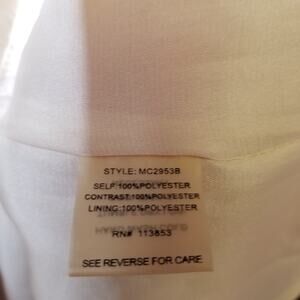 STYLE: MC2953B
SELF:100%POLYESTER
CONTRAST:100%POLYESTER
LINING:100%POLYESTER
RN# 113853
SEE REVERSE FOR CARE